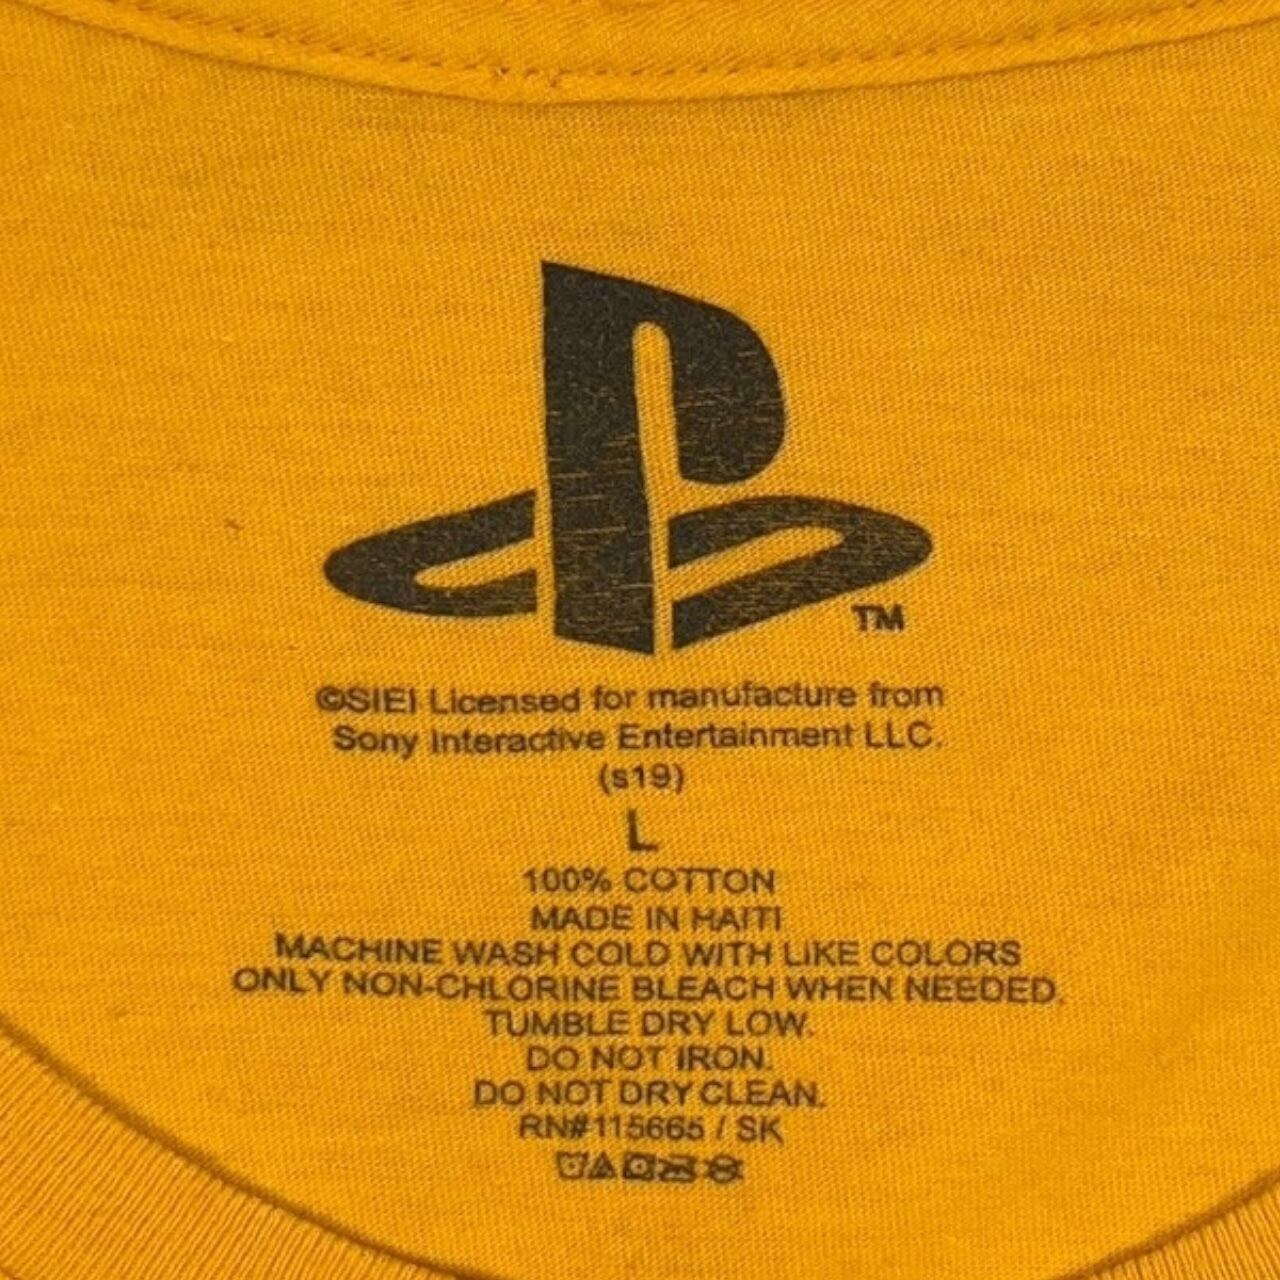 TM
©SIEI Licensed for manufacture from
Sony Interactive Entertainment LLC.
(s19)
L
100% COTTON
MADE IN HAITI
MACHINE WASH COLD WITH LIKE COLORS
ONLY NON-CHLORINE BLEACH WHEN NEEDED.
TUMBLE DRY LOW.
DO NOT IRON.
DO NOT DRY CLEAN.
RN#115665 / SK